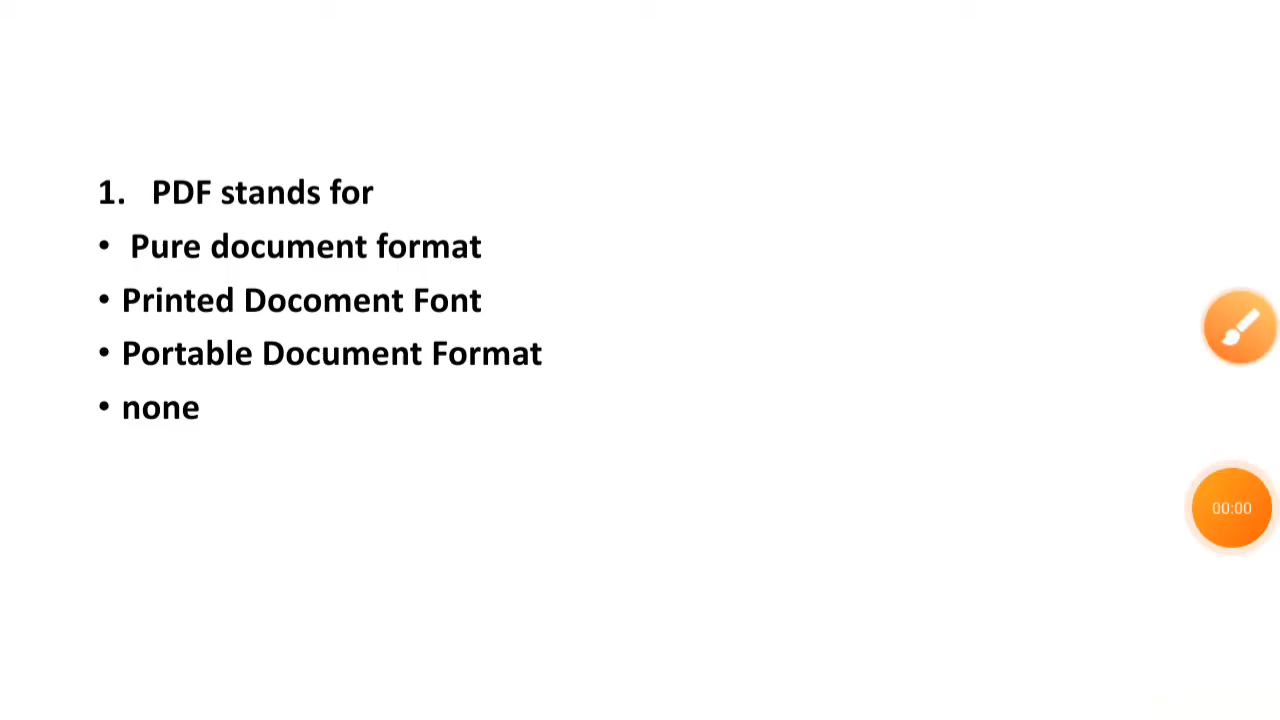 1. PDF stands for
• Pure document format
• Printed Docoment Font
• Portable Document Format
• none
00:00